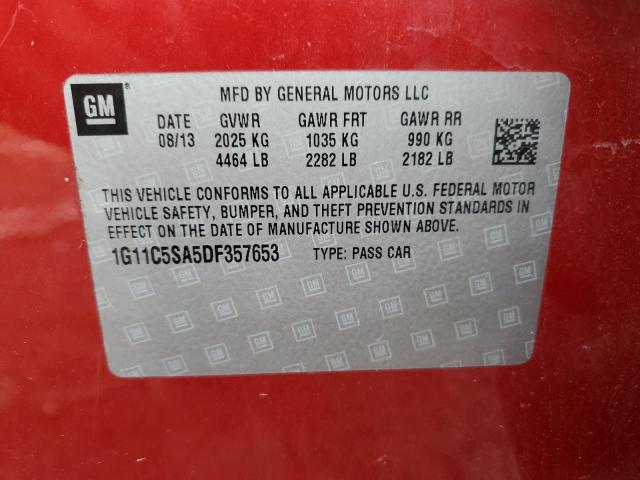 GM
MFD BY GENERAL MOTORS LLC
DATE GVWR GAWR FRT GAWR RR
08/13 2025 KG 1035 KG 990 KG
4464 LB 2282 LB 2182 LB
THIS VEHICLE CONFORMS TO ALL APPLICABLE U.S. FEDERAL MOTOR
VEHICLE SAFETY, BUMPER, AND THEFT PREVENTION STANDARDS IN
EFFECT ON THE DATE OF MANUFACTURE SHOWN ABOVE.
1G11C5SA5DF357653 TYPE: PASS CAR